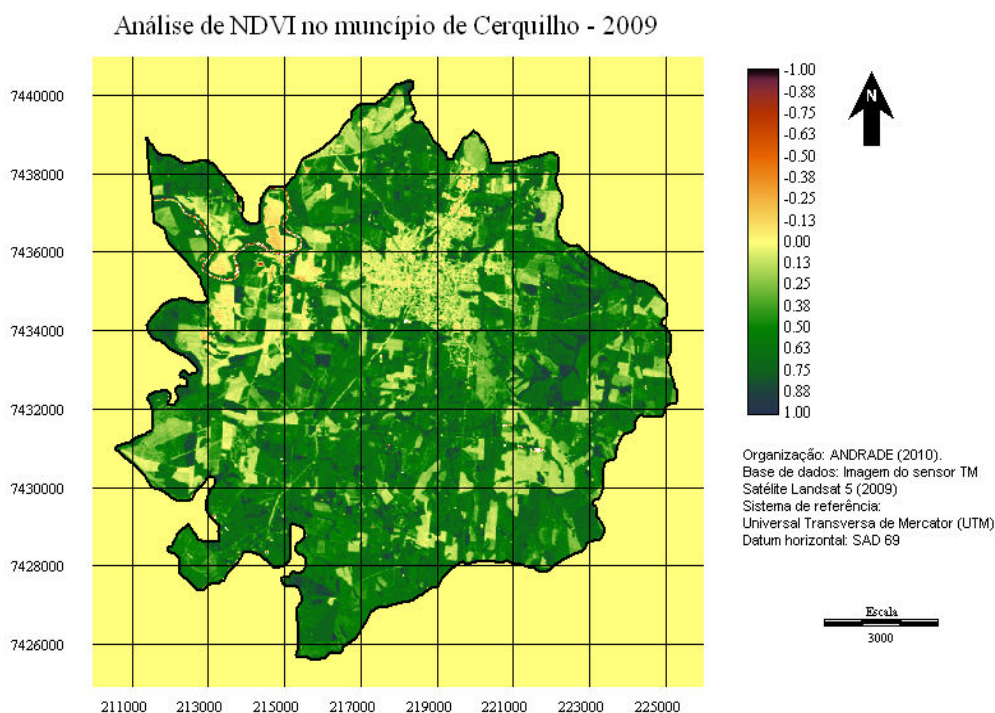 Análise de NDVI no muncípio de Cerquilho - 2009
7440000
7438000
7436000
7434000
7432000
7430000
7428000
7426000
211000 213000 215000 217000 219000 221000 223000 225000
-1.00
-0.88
-0.75
-0.63
-0.50
-0.38
-0.25
-0.13
0.00
0.13
0.25
0.38
0.50
0.63
0.75
0.88
1.00
N
Organização: ANDRADE (2010).
Base de dados: Imagem do sensor TM
Satélite Landsat 5 (2009)
Sistema de referência:
Universal Transversa de Mercator (UTM)
Datum horizontal: SAD 69
Escala
3000